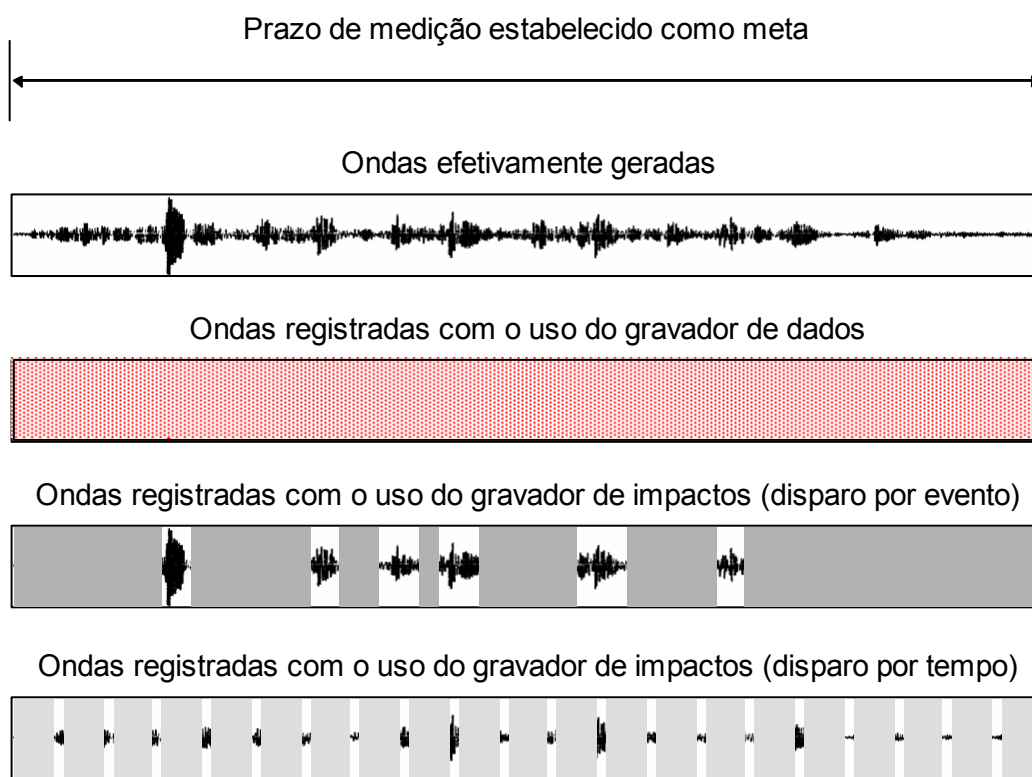 Prazo de medição estabelecido como meta
Ondas efetivamente geradas
Ondas registradas com o uso do gravador de dados
Ondas registradas com o uso do gravador de impactos (disparo por evento)
Ondas registradas com o uso do gravador de impactos (disparo por tempo)